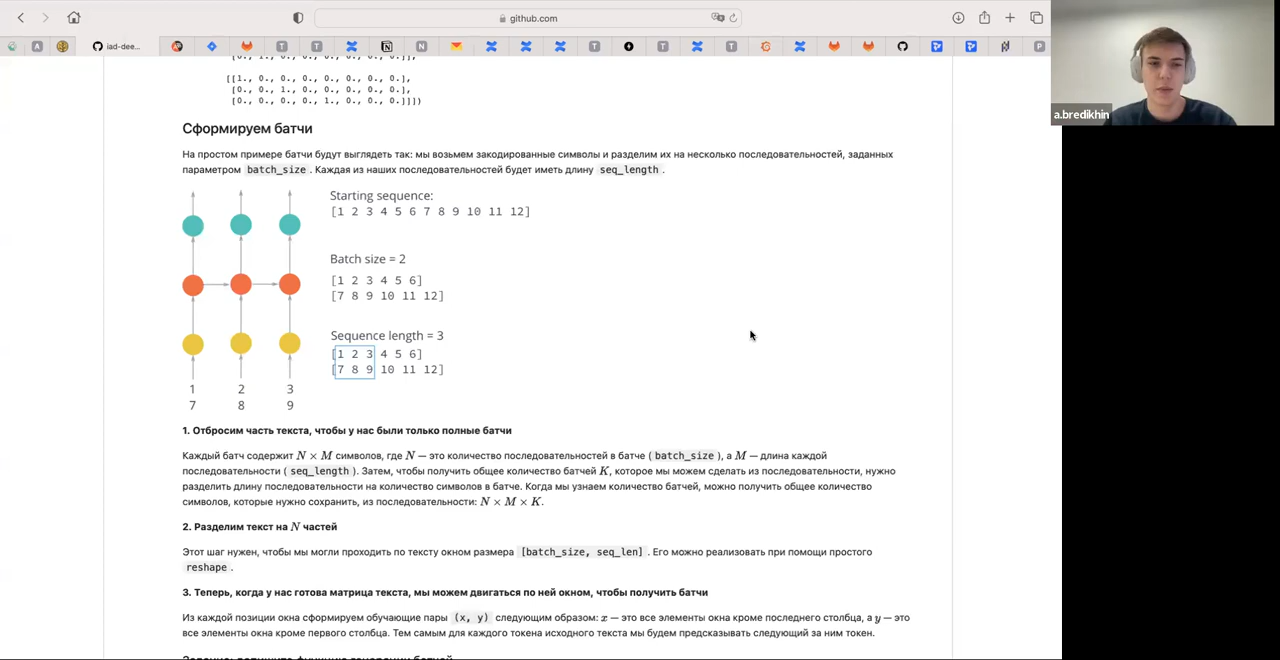 github.com
iad-dee...
a.bredikhin
[[1., 0., 0., 0., 0., 0., 0., 0.],
[0., 0., 1., 0., 0., 0., 0., 0.],
[0., 0., 0., 0., 1., 0., 0., 0.]]])
Сформируем батчи
На простом примере батчи будут выглядеть так: мы возьмем закодированные символы и разделим их на несколько последовательностей, заданных
параметром batch_size. Каждая из наших последовательностей будет иметь длину seq_length.
Starting sequence:
[1 2 3 4 5 6 7 8 9 10 11 12]
Batch size = 2
[1 2 3 4 5 6]
[7 8 9 10 11 12]
Sequence length = 3
[1 2 3 4 5 6]
[7 8 9 10 11 12]
1 2 3
7 8 9
1. Отбросим часть текста, чтобы у нас были только полные батчи
Каждый батч содержит N × M символов, где N — это количество последовательностей в батче (batch_size), а M — длина каждой
последовательности (seq_length). Затем, чтобы получить общее количество батчей K, которое мы можем сделать из последовательности, нужно
разделить длину последовательности на количество символов в батче. Когда мы узнаем количество батчей, можно получить общее количество
символов, которые нужно сохранить, из последовательности: N × M × K.
2. Разделим текст на N частей
Этот шаг нужен, чтобы мы могли проходить по тексту окном размера [batch_size, seq_len]. Его можно реализовать при помощи простого
reshape.
3. Теперь, когда у нас готова матрица текста, мы можем двигаться по ней окном, чтобы получить батчи
Из каждой позиции окна сформируем обучающие пары (x, y) следующим образом: x — это все элементы окна кроме последнего столбца, а y — это
все элементы окна кроме первого столбца. Тем самым для каждого токена исходного текста мы будем предсказывать следующий за ним токен.